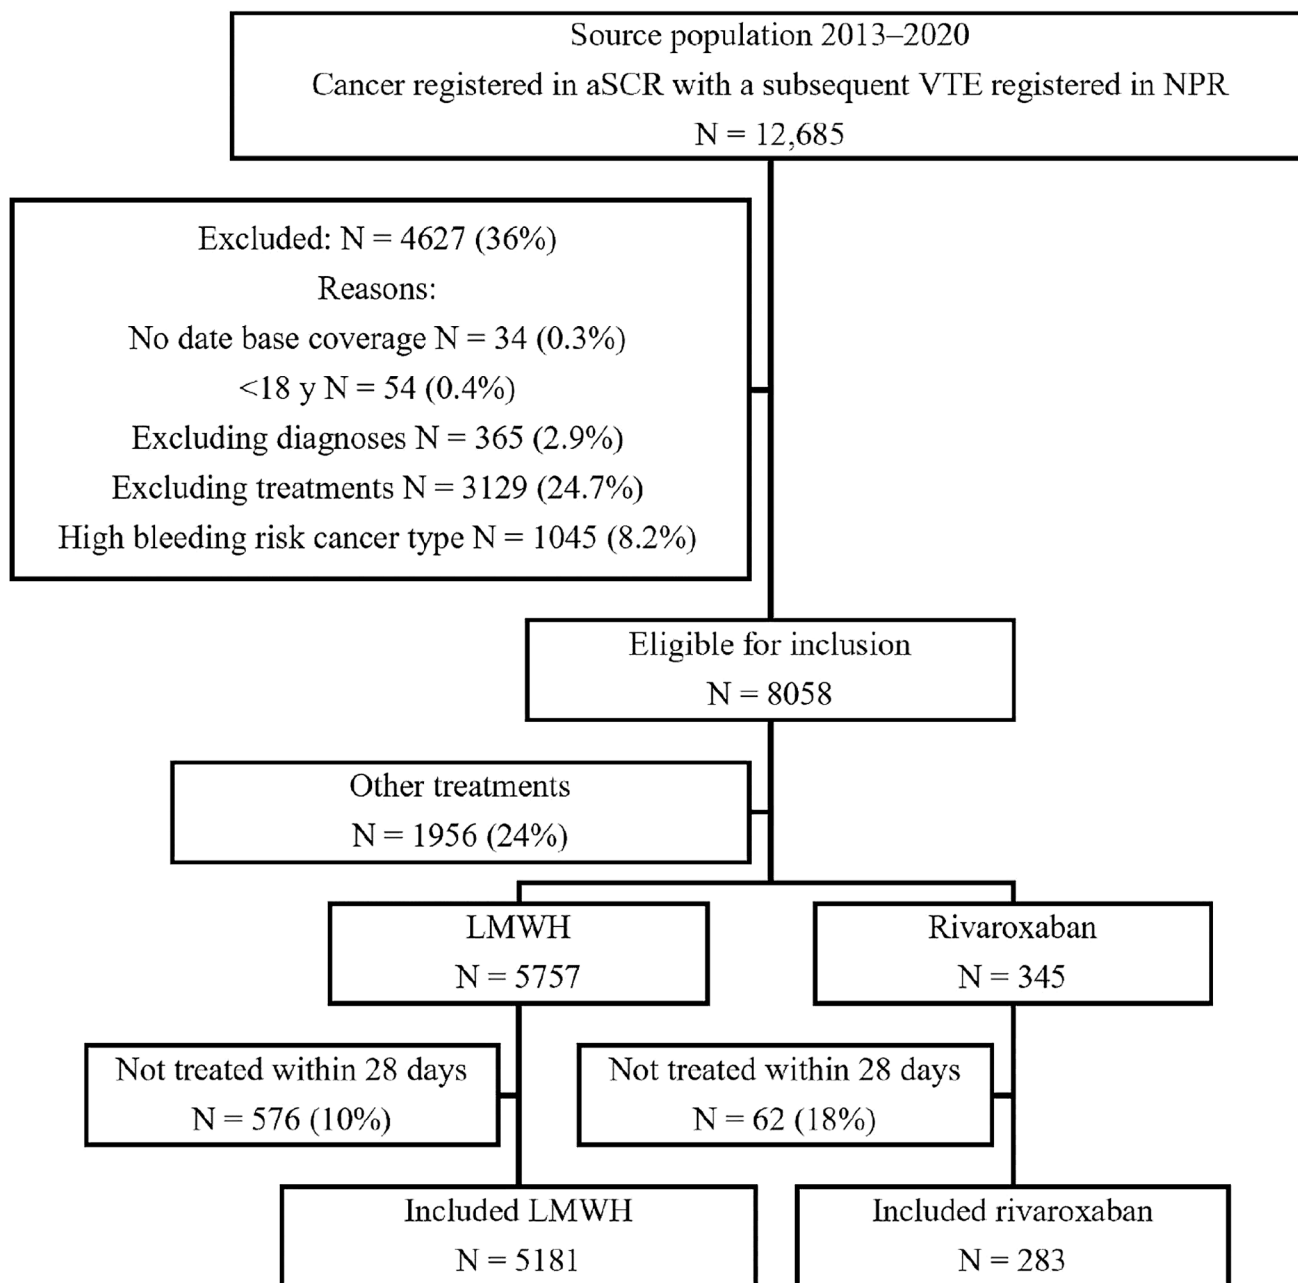 Source population 2013–2020
Cancer registered in aSCR with a subsequent VTE registered in NPR
N = 12,685
Excluded: N = 4627 (36%)
Reasons:
No date base coverage N = 34 (0.3%)
<18 y N = 54 (0.4%)
Excluding diagnoses N = 365 (2.9%)
Excluding treatments N = 3129 (24.7%)
High bleeding risk cancer type N = 1045 (8.2%)
Eligible for inclusion
N = 8058
Other treatments
N = 1956 (24%)
LMWH
N = 5757
Rivaroxaban
N = 345
Not treated within 28 days
N = 576 (10%)
Not treated within 28 days
N = 62 (18%)
Included LMWH
N = 5181
Included rivaroxaban
N = 283